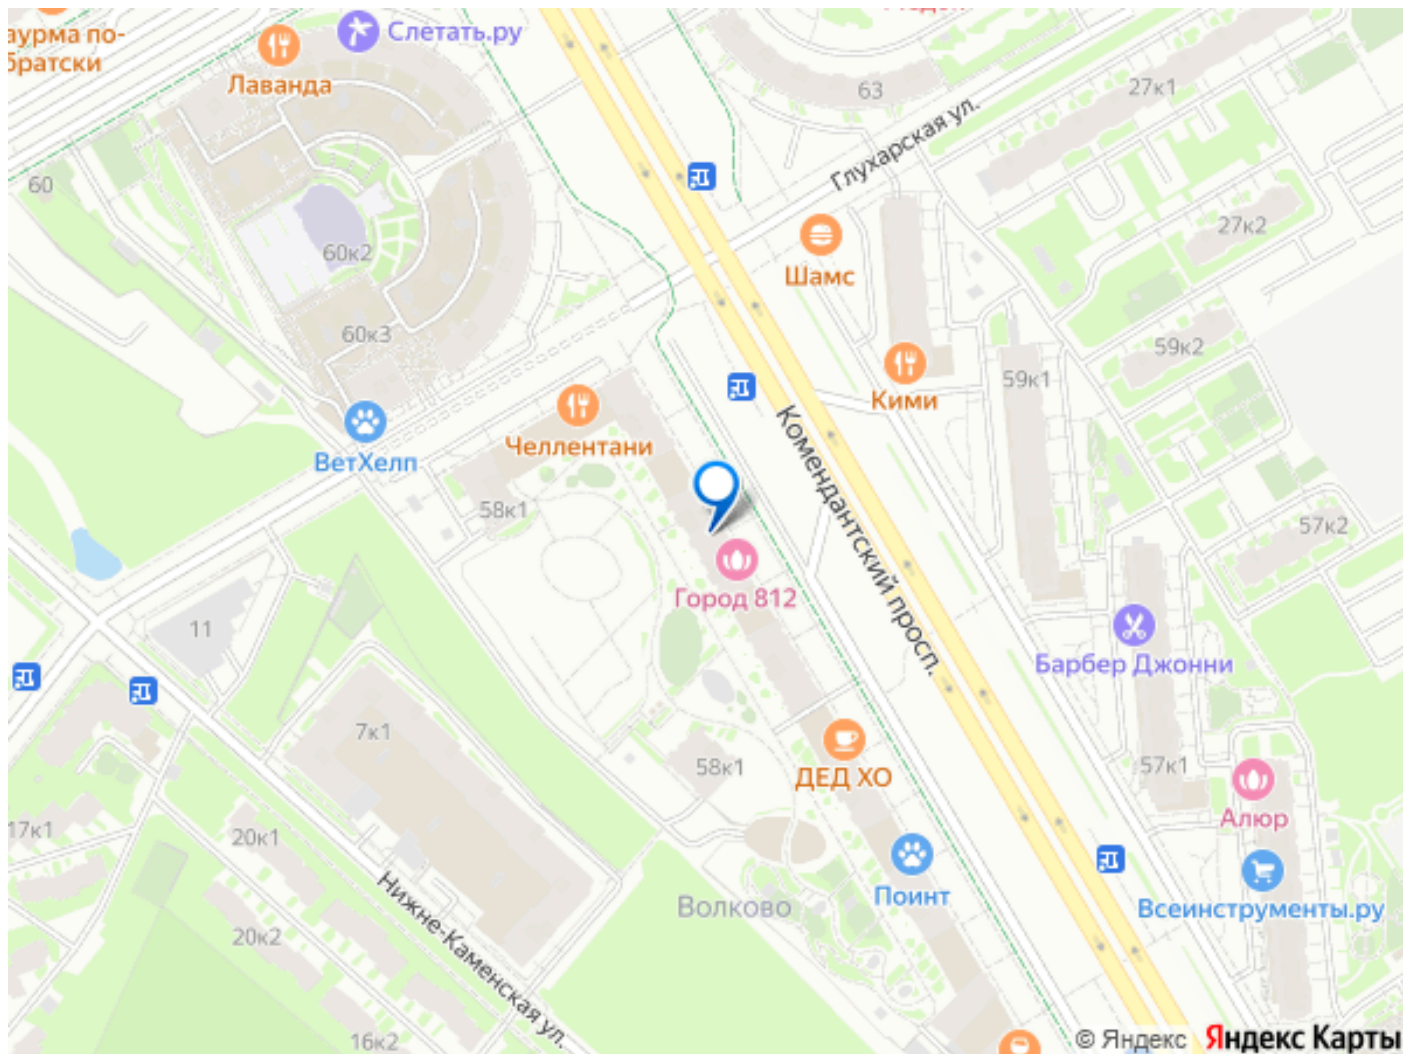 аурма по-
братски
Слетать.ру
Лаванда
63
27к1
Глухарская ул.
60
60к2
27к2
Шамс
60к3
59к2
59к1
Кими
Челлентани
ВетХелп
Комендантский просп.
58к1
57к2
Город 812
11
Барбер Джонни
7к1
58к1
ДЕД ХО
57к1
Алюр
17к1
20к1
Поинт
Волково
Всеинструменты.ру
Нижне-Каменская ул.
20к2
16к2
© Яндекс Яндекс Карты